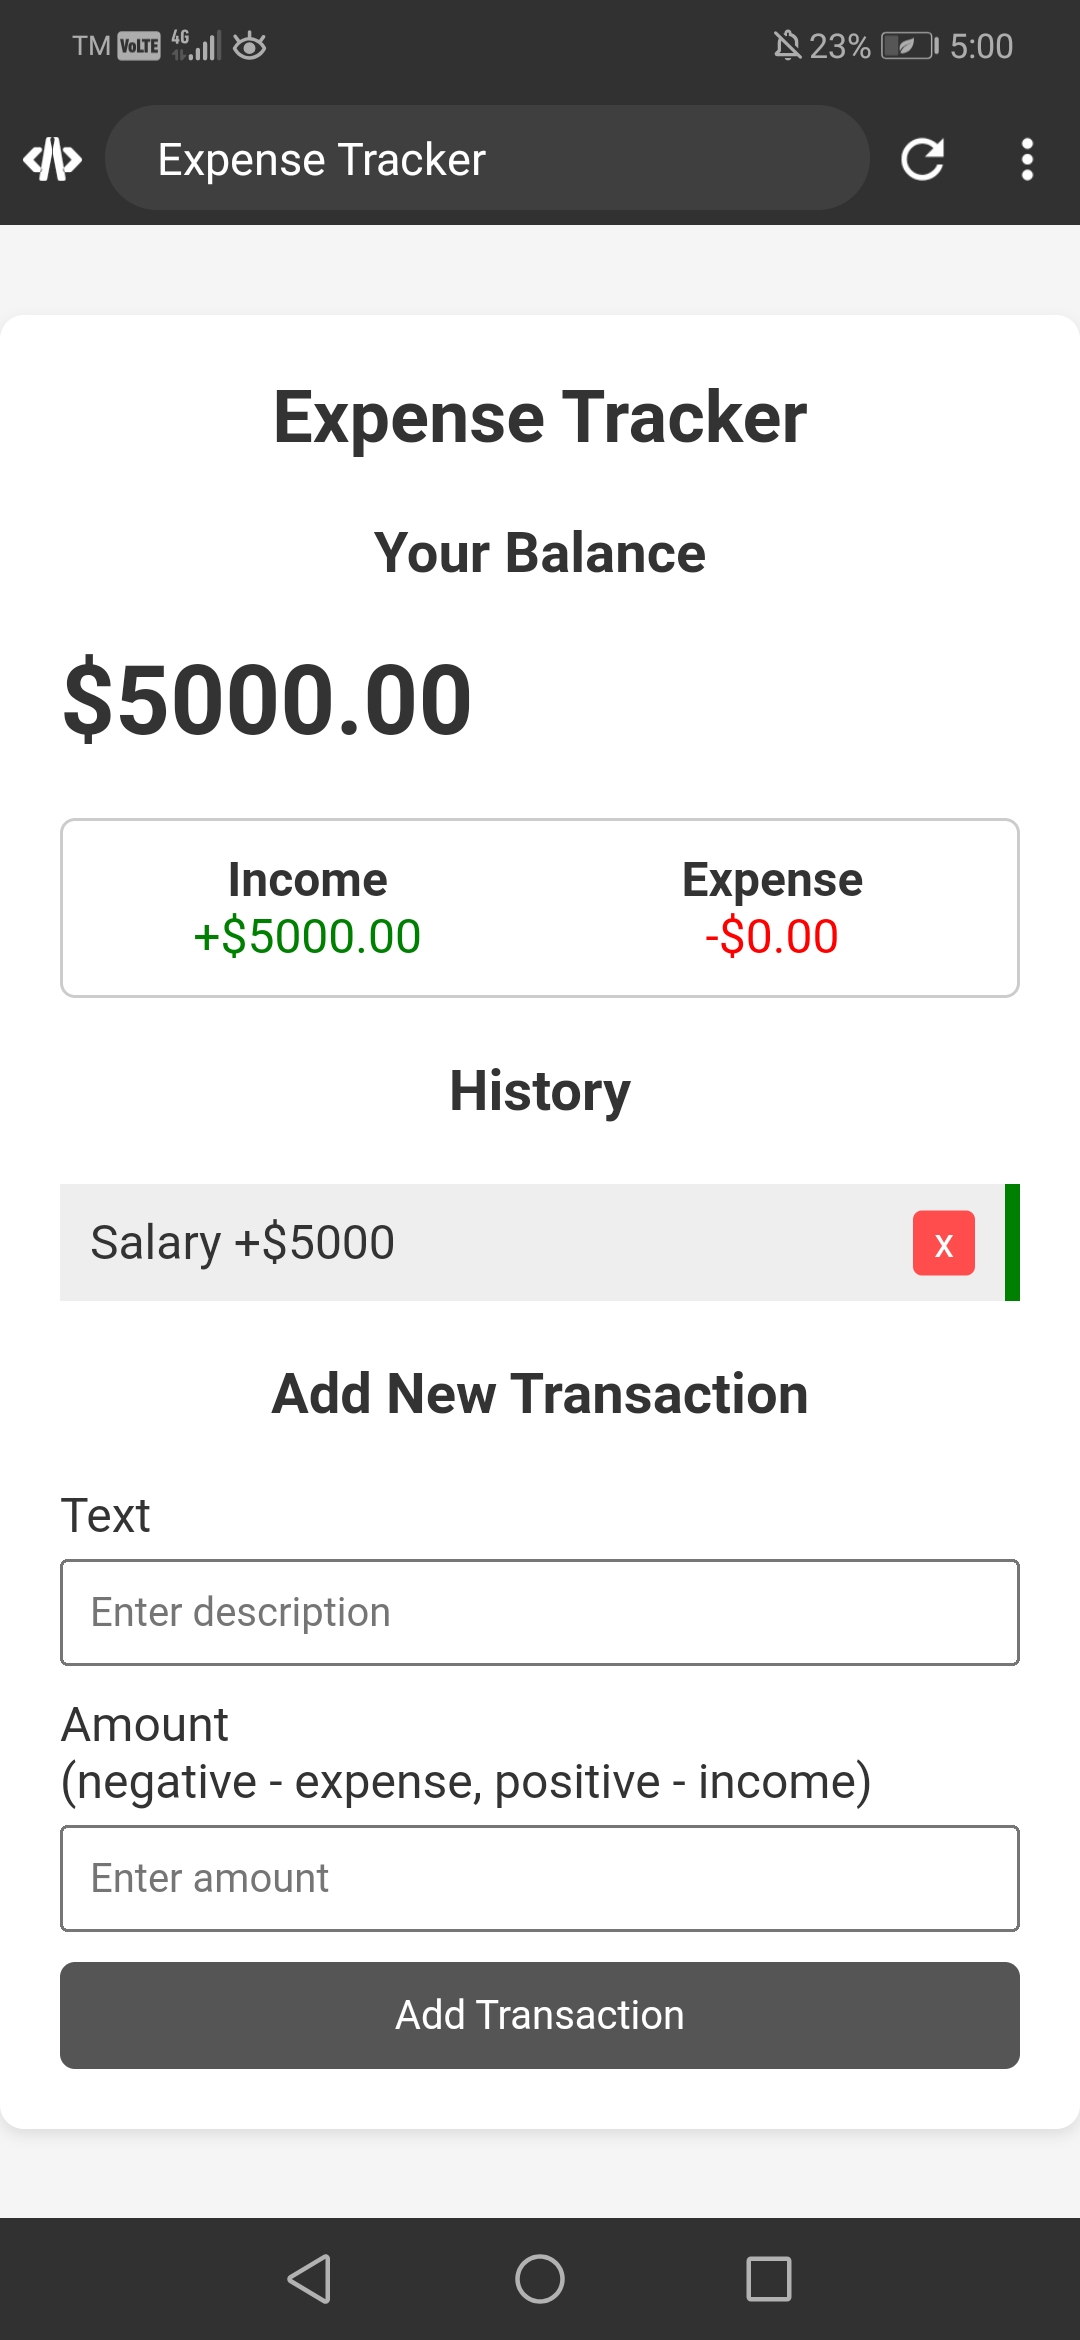 TM VoLTE 4G 23% 5:00
Expense Tracker
Expense Tracker
Your Balance
$5000.00
Income Expense
+$5000.00 -$0.00
History
Salary +$5000 x
Add New Transaction
Text
Enter description
Amount
(negative - expense, positive - income)
Enter amount
Add Transaction